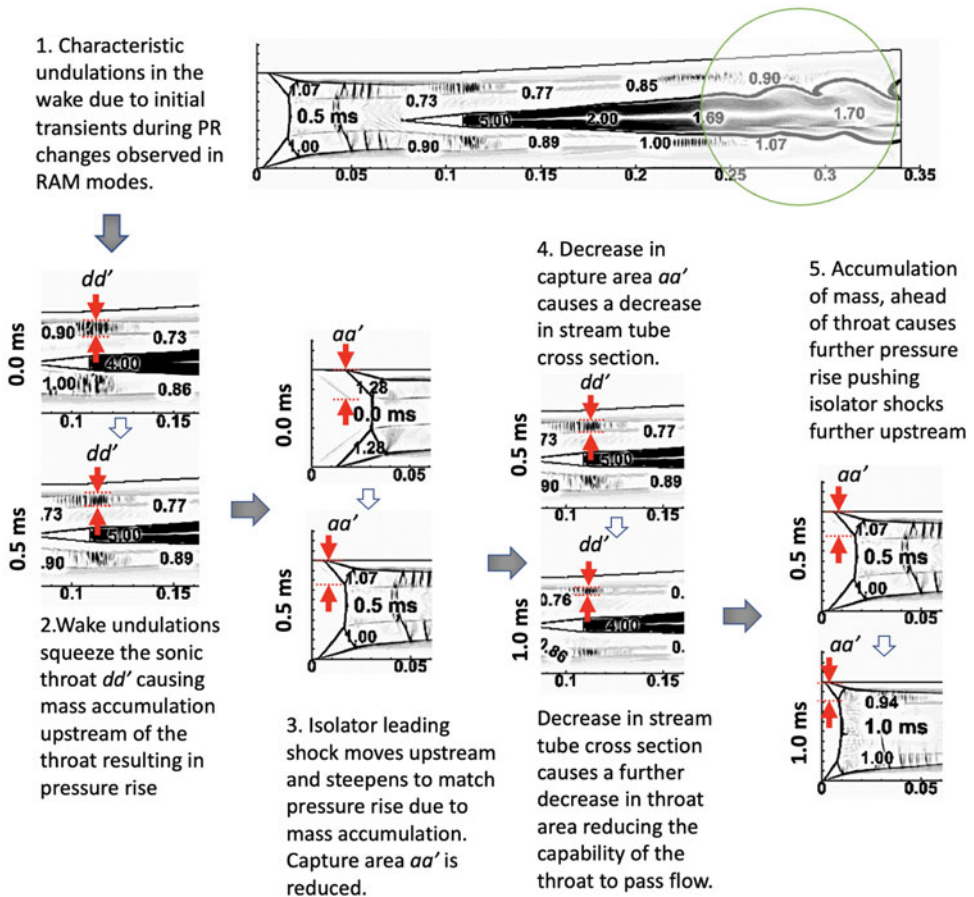 1. Characteristic
undulations in the
wake due to initial
transients during PR
changes observed in
RAM modes.
1.07
0.5 ms
1.00
0.73
0.90
0.77
0.89
0.85
1.00
0.90
1.07
5.00
2.00
1.69
1.70
0 0.05 0.1 0.15 0.2 0.25 0.3 0.35
dd'
0.0 ms
0.90
0.73
4.00
1.00
0.86
0.1 0.15
dd'
0.5 ms
.73
0.77
5.00
.90
0.89
0.1 0.15
2.Wake undulations
squeeze the sonic
throat dd' causing
mass accumulation
upstream of the
throat resulting in
pressure rise
aa'
0.0 ms
1.28
0.0 ms
1.28
0 0.05
aa'
0.5 ms
1.07
0.5 ms
1.00
0 0.05
3. Isolator leading
shock moves upstream
and steepens to match
pressure rise due to
mass accumulation.
Capture area aa' is
reduced.
4. Decrease in
capture area aa'
causes a decrease
in stream tube
cross section.
dd'
0.5 ms
73
0.77
5.00
90
0.89
0.1 0.15
dd'
1.0 ms
0.76
0.
4.00
0.
0.1 0.15
Decrease in stream
tube cross section
causes a further
decrease in throat
area reducing the
capability of the
throat to pass flow.
5. Accumulation
of mass, ahead
of throat causes
further pressure
rise pushing
isolator shocks
further upstream
aa'
0.5 ms
1.07
0.5 ms
1.00
0 0.05
aa'
1.0 ms
0.94
1.0 ms
1.00
0 0.05